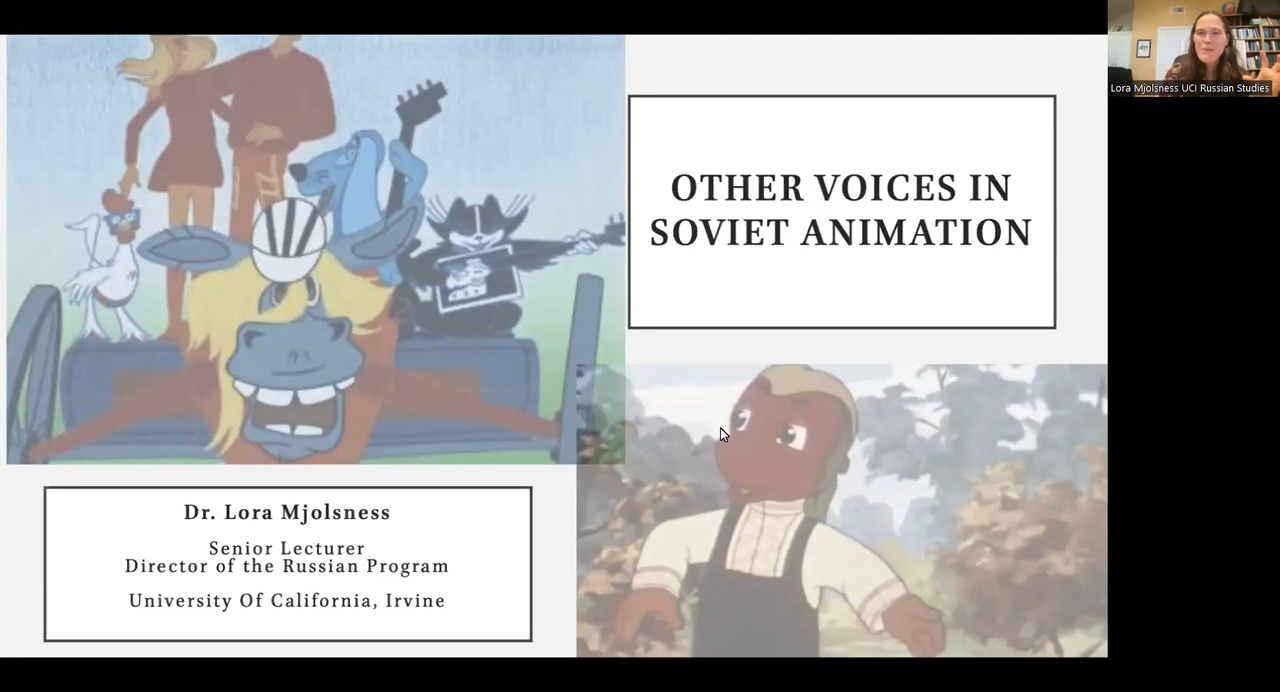 OTHER VOICES IN
SOVIET ANIMATION
Dr. Lora Mjolsness
Senior Lecturer
Director of the Russian Program
University Of California, Irvine
Lora Mjolsness UCI Russian Studies